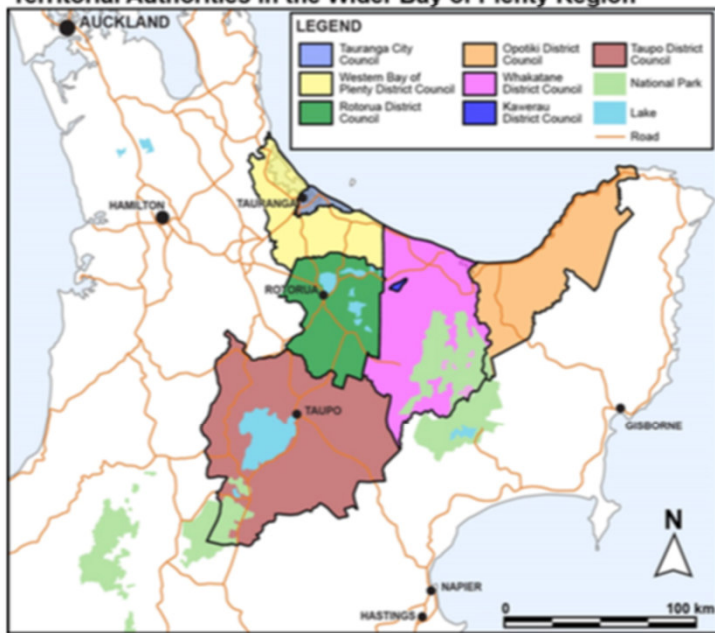 Territorial Authorities in the Wider Bay of Plenty Region
AUCKLAND
LEGEND
Tauranga City
Council
Opotiki District
Council
Taupo District
Council
Western Bay of
Plenty District Council
Whakatane
District Council
National Park
Rotorua District
Council
Kawerau
District Council
Lake
Road
HAMILTON
TAURANGA
ROTORUA
TAUPO
GISBORNE
N
NAPIER
HASTINGS
0
100 km